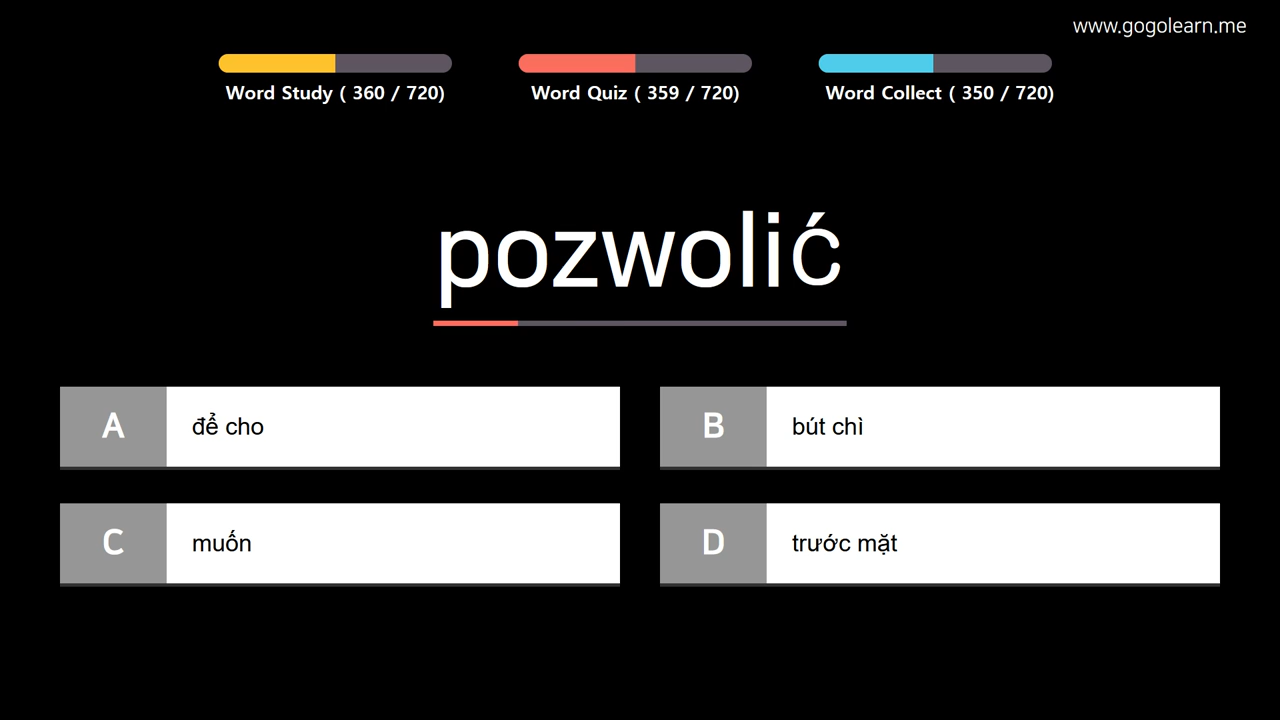 www.gogolearn.me
Word Study ( 360 / 720)
Word Quiz ( 359 / 720)
Word Collect ( 350 / 720)
pozwolić
A để cho
B bút chì
C muốn
D trước mặt